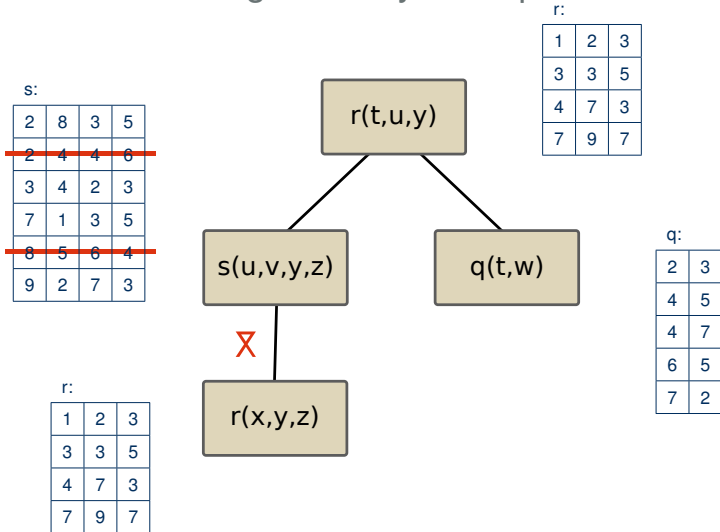 r:
1 2 3
3 3 5
4 7 3
7 9 7
s:
2 8 3 5
2 4 4 6
3 4 2 3
7 1 3 5
8 5 6 4
9 2 7 3
r(t,u,y)
s(u,v,y,z)
q(t,w)
q:
2 3
4 5
4 7
6 5
7 2
r:
1 2 3
3 3 5
4 7 3
7 9 7
r(x,y,z)